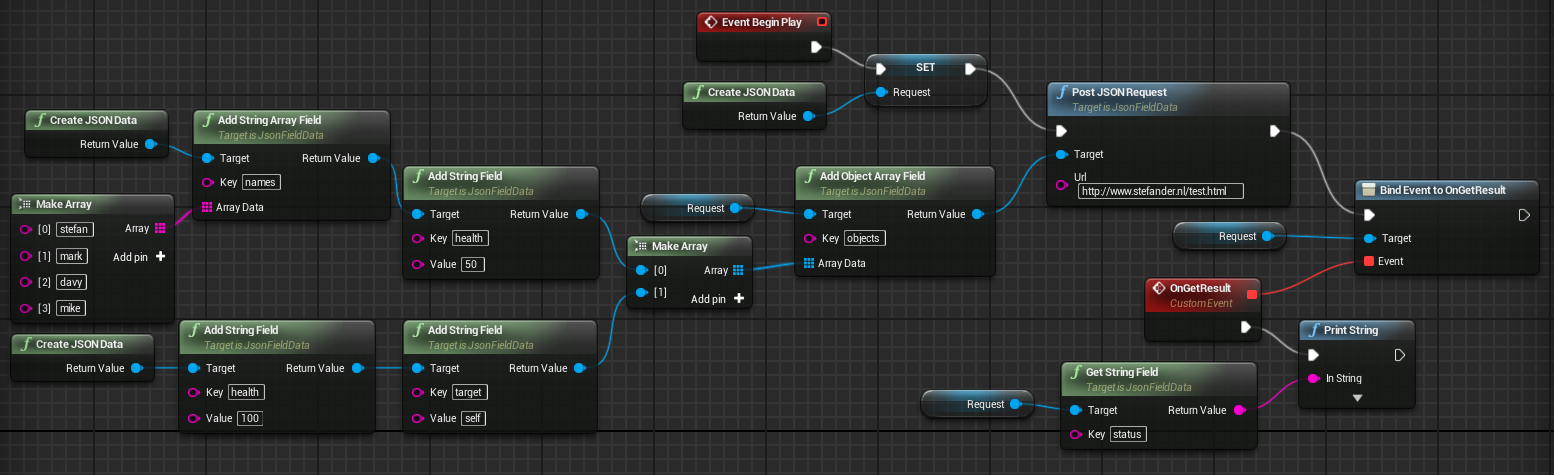 Event Begin Play
SET
Request
Create JSON Data
Return Value
Post JSON Request
Target is JsonFieldData
Target
Url
http://www.stefander.nl/test.html
Create JSON Data
Return Value
Add String Array Field
Target is JsonFieldData
Target Return Value
Key names
Array Data
Make Array
[0] stefan Array
[1] mark Add pin
[2] davy
[3] mike
Add String Field
Target is JsonFieldData
Target Return Value
Key health
Value 50
Create JSON Data
Return Value
Add String Field
Target is JsonFieldData
Target Return Value
Key health
Value 100
Add String Field
Target is JsonFieldData
Target Return Value
Key target
Value self
Make Array
[0] Array
[1] Add pin
Request
Add Object Array Field
Target is JsonFieldData
Target Return Value
Key objects
Array Data
Bind Event to OnGetResult
Target
Event
Request
OnGetResult
Custom Event
Print String
In String
Request
Get String Field
Target is JsonFieldData
Target Return Value
Key status